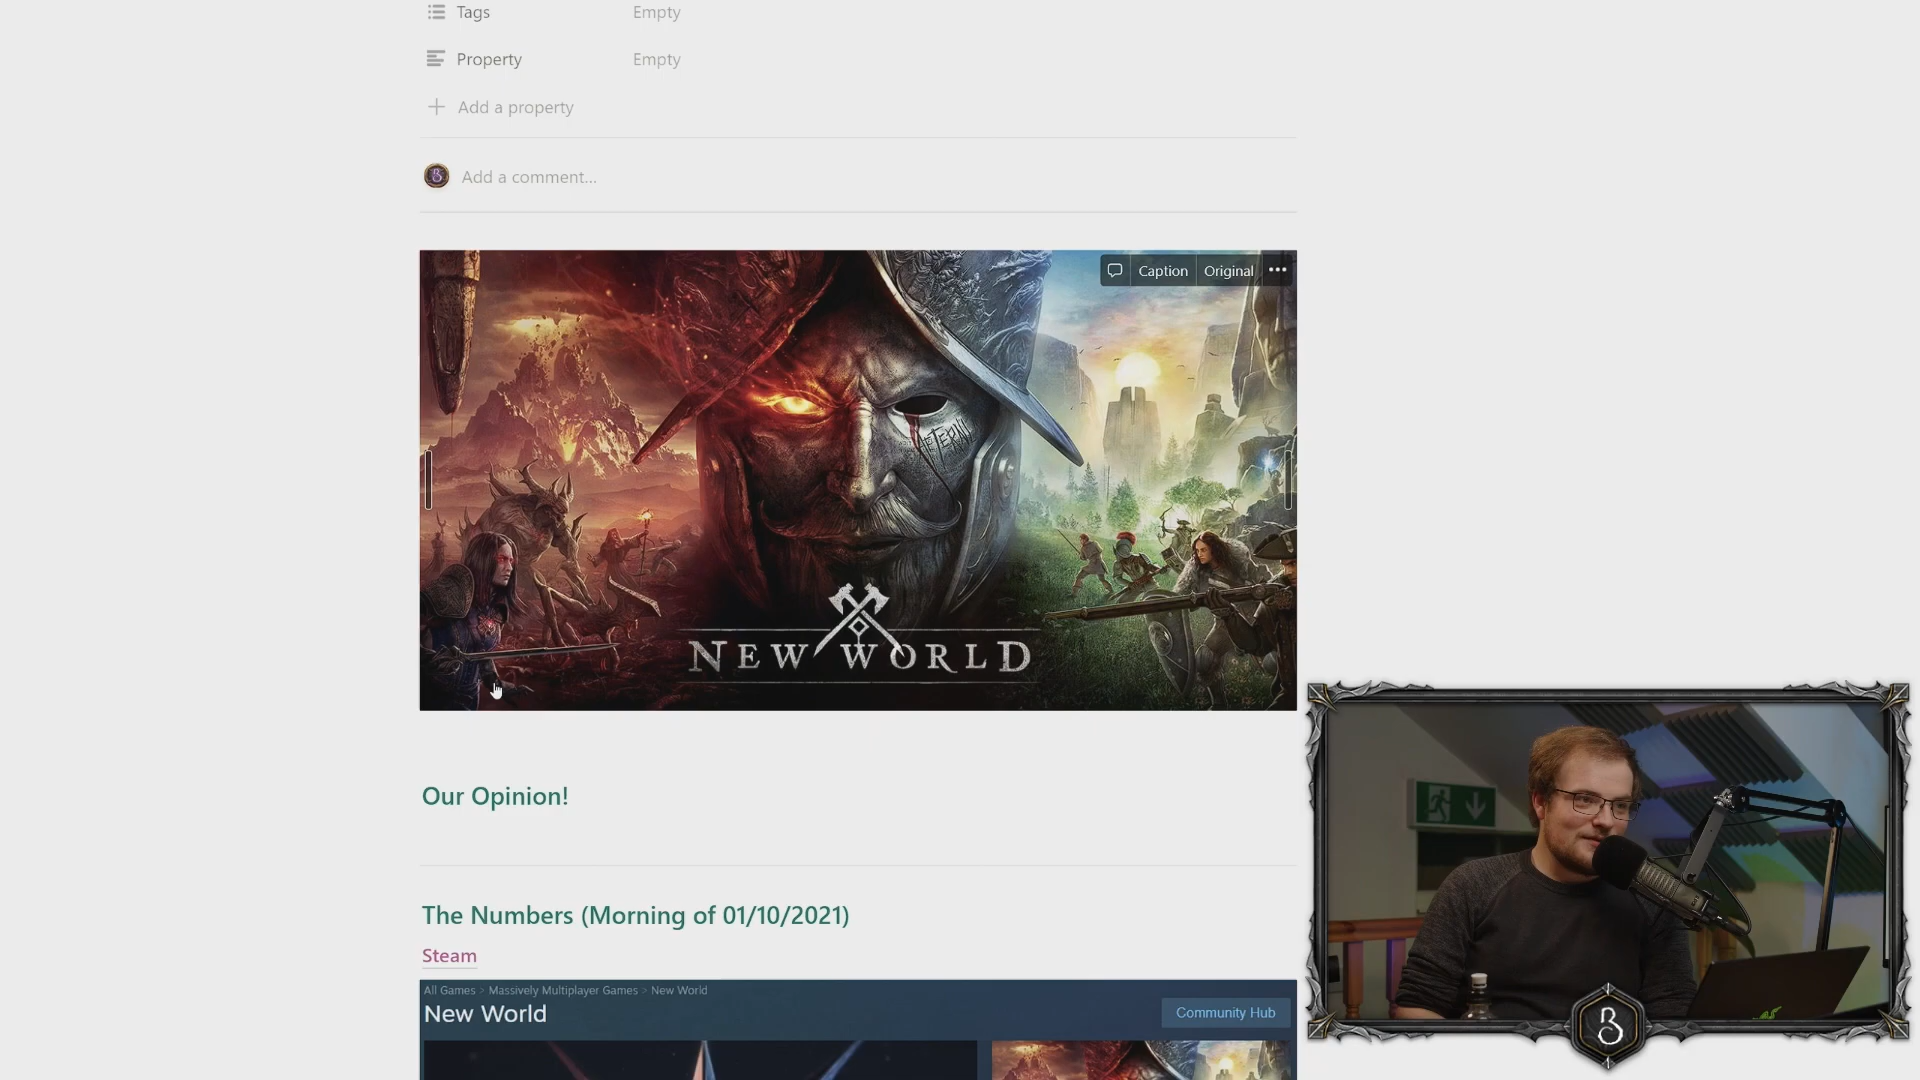 Tags Empty
Property Empty
Add a property
Add a comment...
Caption Original
AETERNUM
NEW WORLD
Our Opinion!
The Numbers (Morning of 01/10/2021)
Steam
All Games > Massively Multiplayer Games > New World
New World
Community Hub